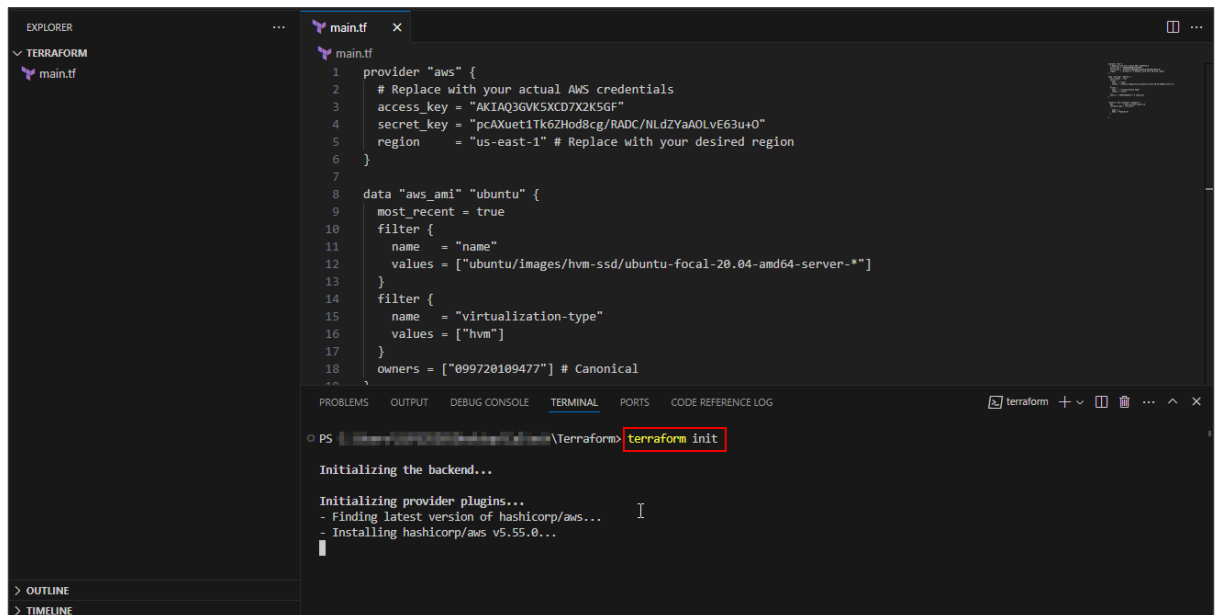 EXPLORER ...
TERRAFORM
main.tf
main.tf
main.tf
1 provider "aws" {
2 # Replace with your actual AWS credentials
3 access_key = "AKIAQ3GVK5XCD7X2K5GF"
4 secret_key = "pcAXuet1Tk6ZHod8cg/RADC/NLdZYaAOLvE63u+O"
5 region = "us-east-1" # Replace with your desired region
6 }
7
8 data "aws_ami" "ubuntu" {
9 most_recent = true
10 filter {
11 name = "name"
12 values = ["ubuntu/images/hvm-ssd/ubuntu-focal-20.04-amd64-server-*"]
13 }
14 filter {
15 name = "virtualization-type"
16 values = ["hvm"]
17 }
18 owners = ["099720109477"] # Canonical
19 }
PROBLEMS OUTPUT DEBUG CONSOLE TERMINAL PORTS CODE REFERENCE LOG terraform
PS \Terraform> terraform init
Initializing the backend...
Initializing provider plugins...
- Finding latest version of hashicorp/aws...
- Installing hashicorp/aws v5.55.0...
OUTLINE
TIMELINE